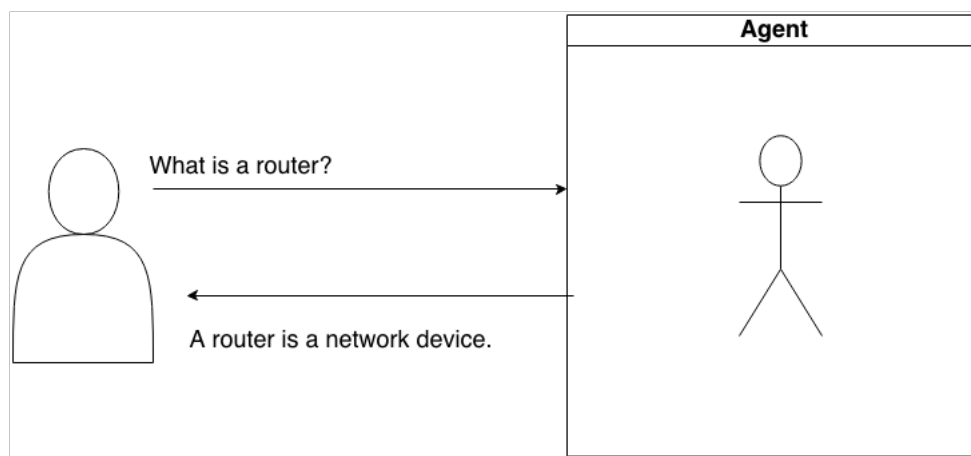 Agent
What is a router?
A router is a network device.